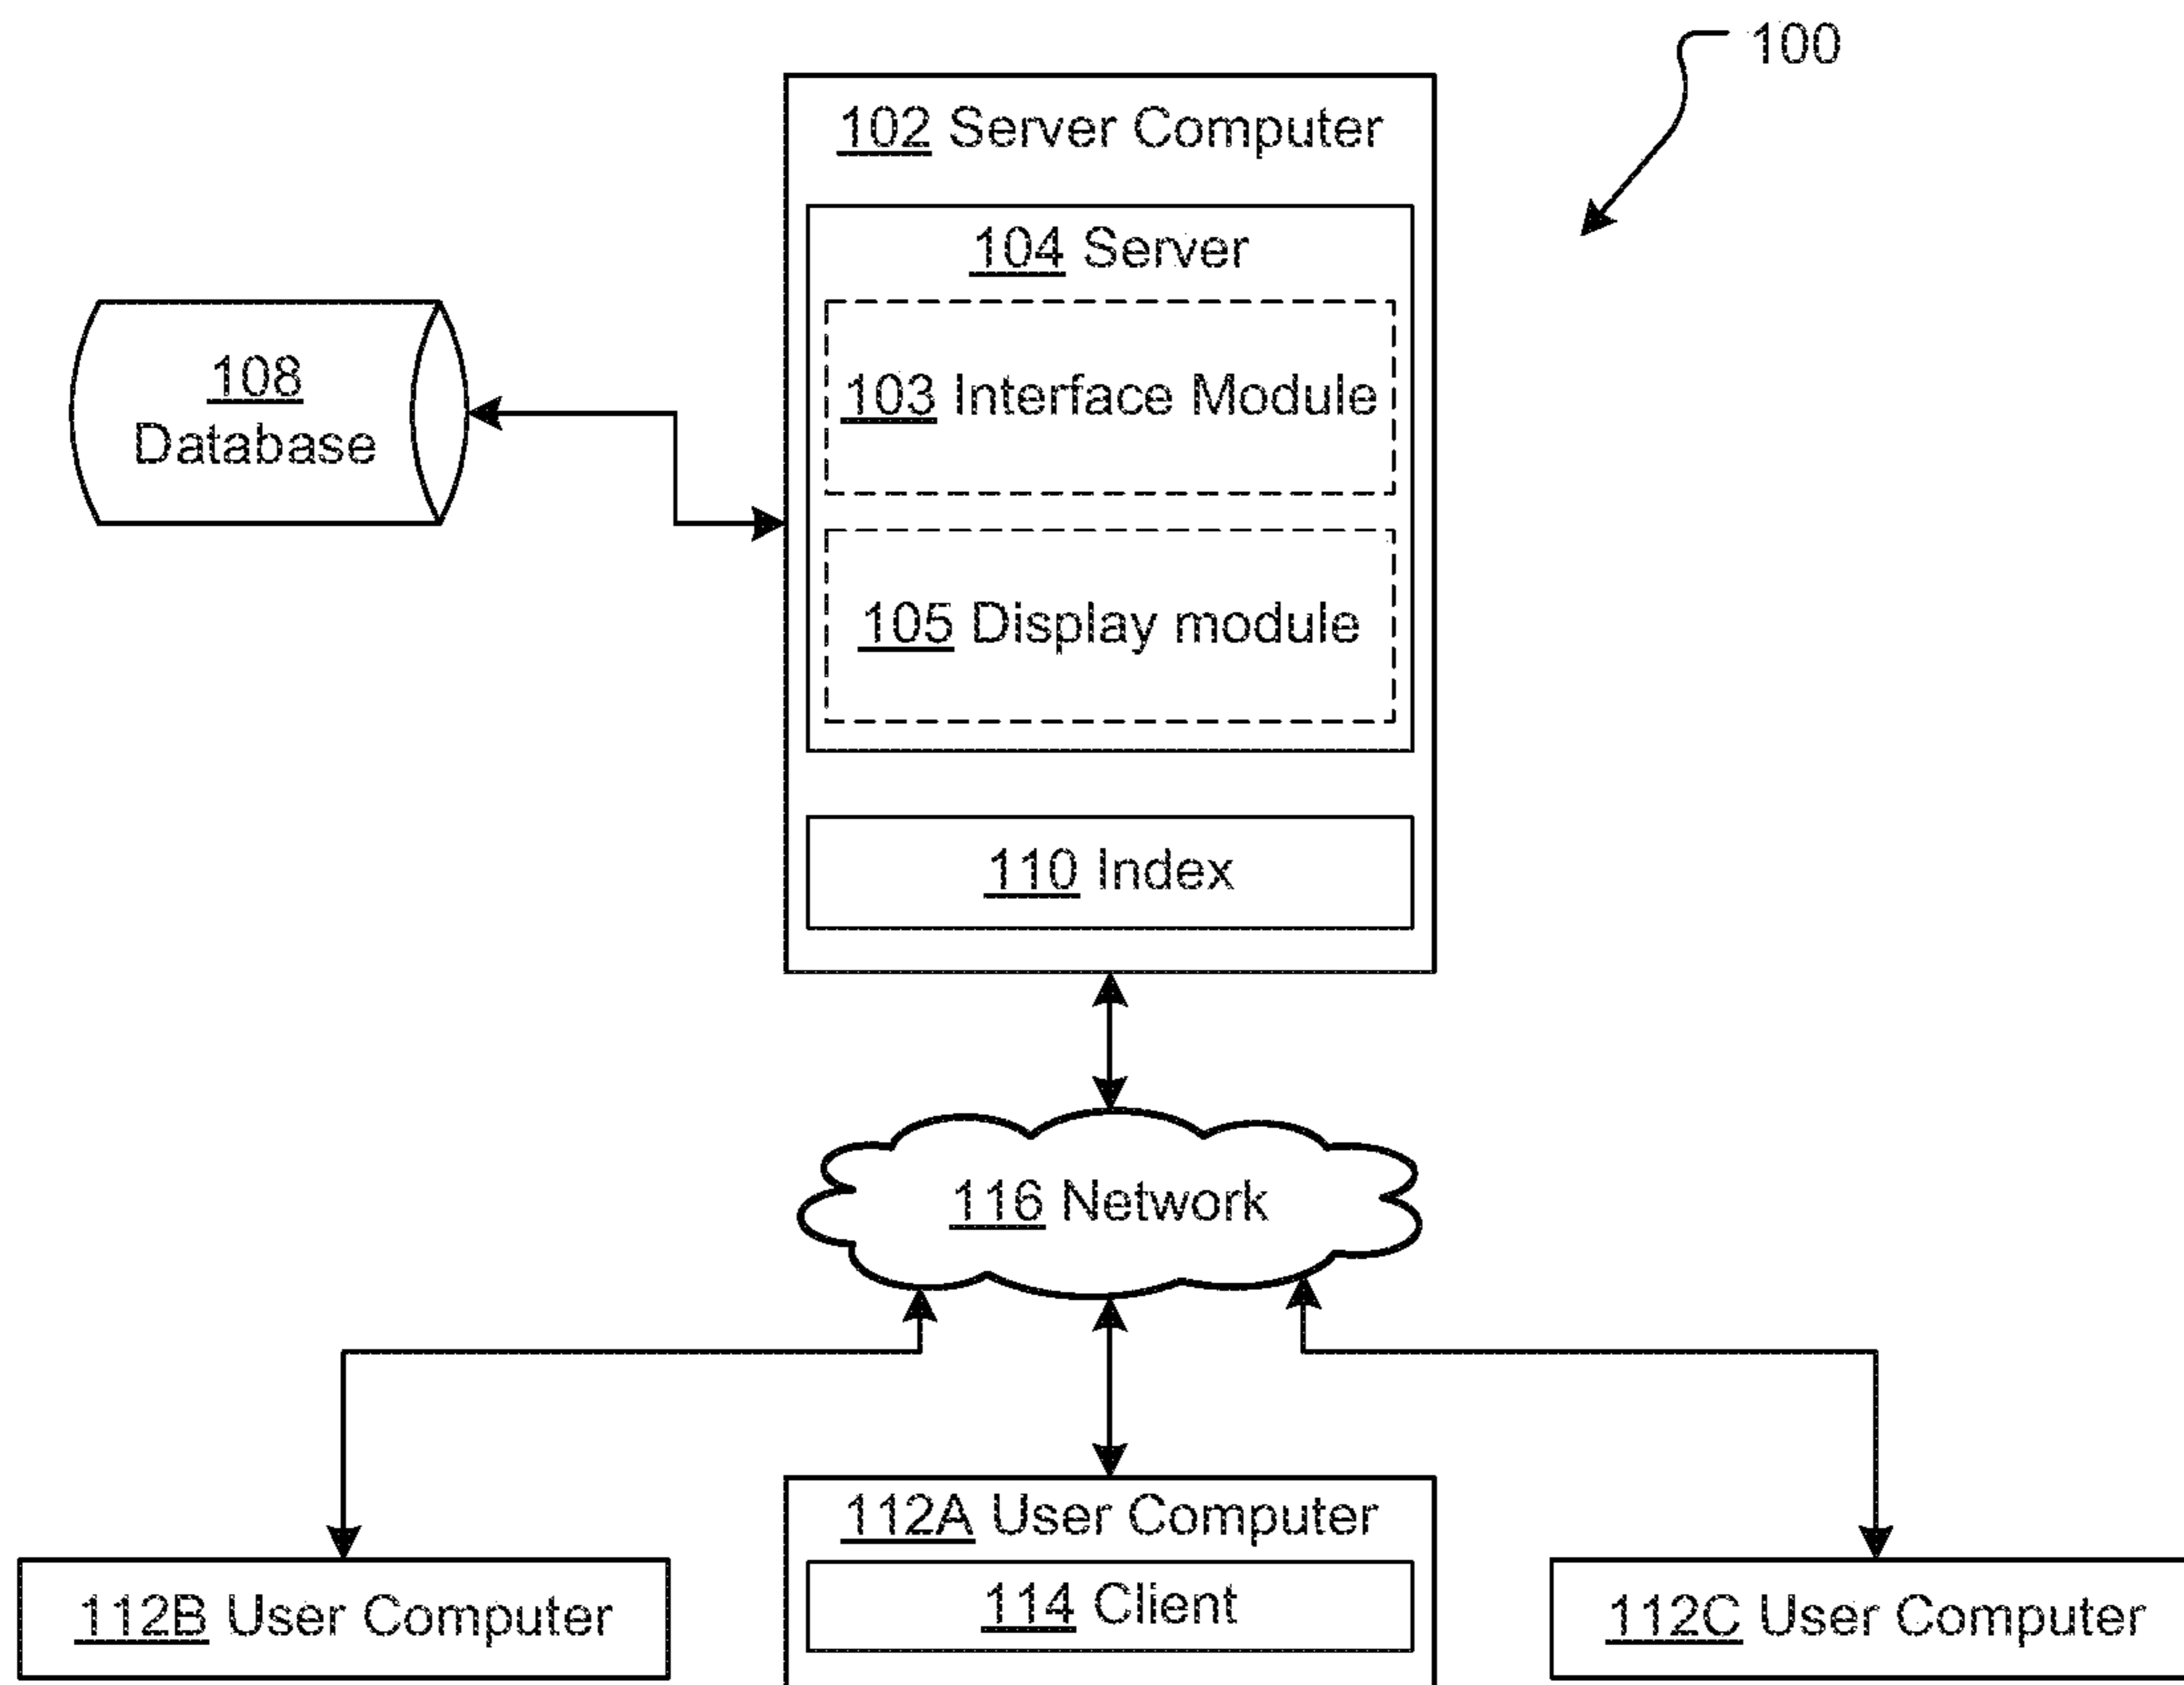 100
102 Server Computer
104 Server
103 Interface Module
108
Database
105 Display module
110 Index
116 Network
112A User Computer
114 Client
112B User Computer
112C User Computer